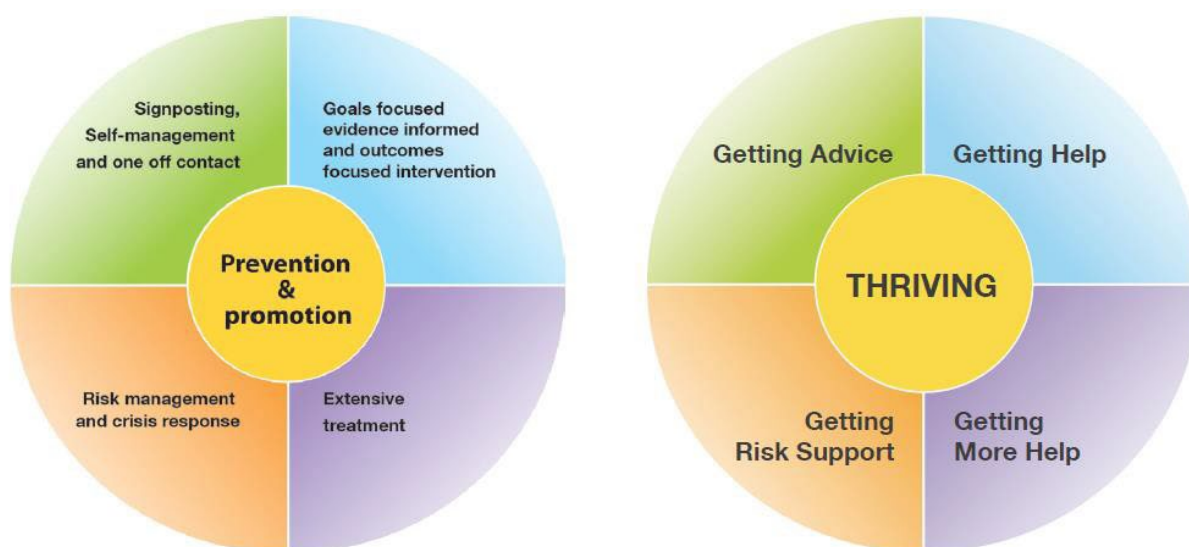 Signposting,
Self-management
and one off contact
Goals focused
evidence informed
and outcomes
focused intervention
Prevention
&
promotion
Risk management
and crisis response
Extensive
treatment
Getting Advice
Getting Help
THRIVING
Getting
Risk Support
Getting
More Help